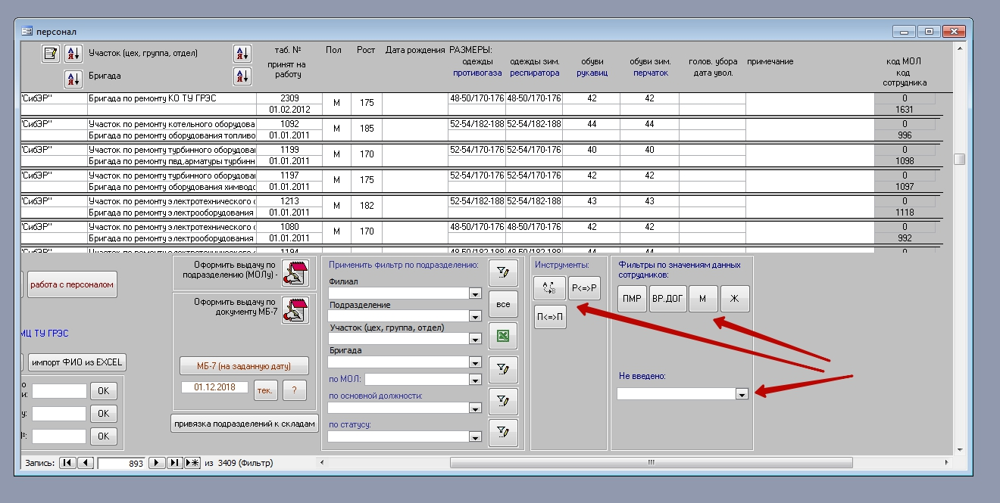 персонал
Участок (цех, группа, отдел)
Бригада
таб. №
принят на
работу
Пол
Рост
Дата рождения
РАЗМЕРЫ:
одежды
противогаза
одежды зим.
респиратора
обуви
рукавиц
обуви зим.
перчаток
голов. убора
дата увол.
примечание
код МОЛ
код
сотрудника
"СибЭР" Бригада по ремонту КО ТУ ГРЭС 2309 М 175 48-50/170-176 48-50/170-176 42 42 0
01.02.2012 1631
"СибЭР" Участок по ремонту котельного оборудова 1092 М 185 52-54/182-188 52-54/182-188 44 44 0
Бригада по ремонту оборудования топливо 01.01.2011 996
"СибЭР" Участок по ремонту турбинного оборудова 1199 М 170 52-54/170-176 52-54/170-176 40 40 0
Бригада по ремонту пвд,арматуры турбинн 01.01.2011 1098
"СибЭР" Участок по ремонту турбинного оборудова 1197 М 175 52-54/170-176 52-54/170-176 42 42 0
Бригада по ремонту оборудования химводо 01.01.2011 1097
"СибЭР" Участок по ремонту электротехнического 1213 М 182 52-54/182-188 52-54/182-188 43 43 0
Бригада по ремонту электрооборудования 01.01.2011 1118
"СибЭР" Участок по ремонту электротехнического 1080 М 170 48-50/170-176 48-50/170-176 42 42 0
Бригада по ремонту электрооборудования 01.01.2011 992
"СибЭР" Участок по ремонту электротехнического 1194 48-50/182-188 48-50/182-188 44 44 0
работа с персоналом
МЦ ТУ ГРЭС
импорт ФИО из EXCEL
о
и:
OK
у:
OK
№:
OK
Оформить выдачу по
подразделению (МОЛу) -
Оформить выдачу по
документу МБ-7
МБ-7 (на заданную дату)
01.12.2018
тек.
?
привязка подразделений к складам
Применить фильтр по подразделению:
Филиал
Подразделение
все
Участок (цех, группа, отдел)
Бригада
по МОЛ:
по основной должности:
по статусу:
Инструменты:
Р<=>Р
П<=>П
Фильтры по значениям данных
сотрудников:
ПМР
ВР.ДОГ
М
Ж
Не введено:
Запись: 893 из 3409 (Фильтр)